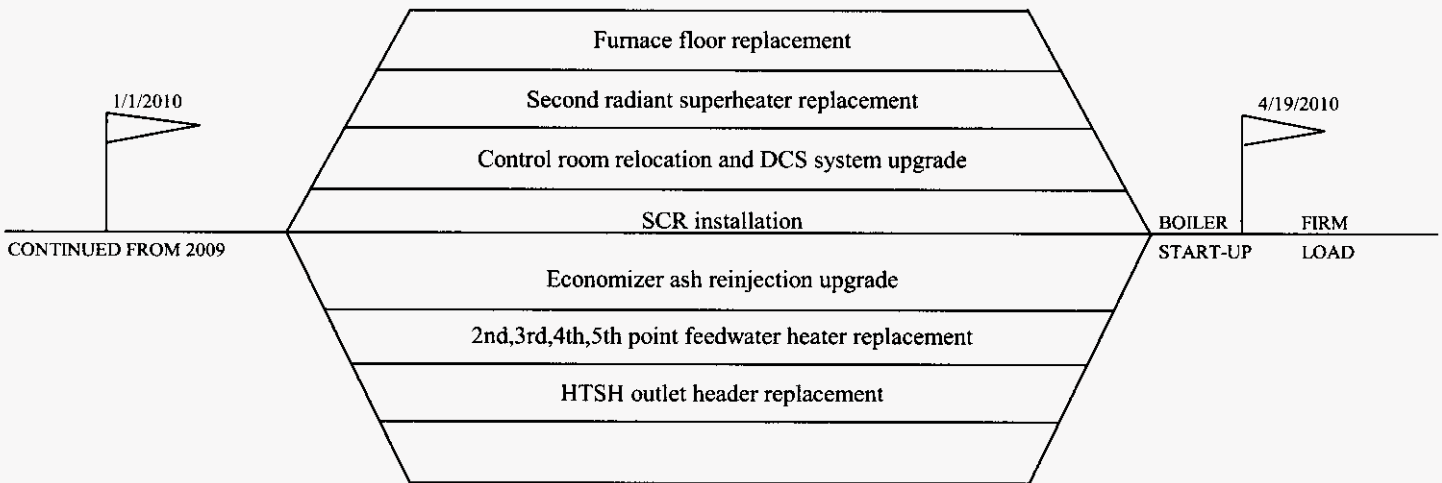 Furnace floor replacement
Second radiant superheater replacement
1/1/2010
4/19/2010
Control room relocation and DCS system upgrade
SCR installation
BOILER FIRM
CONTINUED FROM 2009
START-UP LOAD
Economizer ash reinjection upgrade
2nd,3rd,4th,5th point feedwater heater replacement
HTSH outlet header replacement